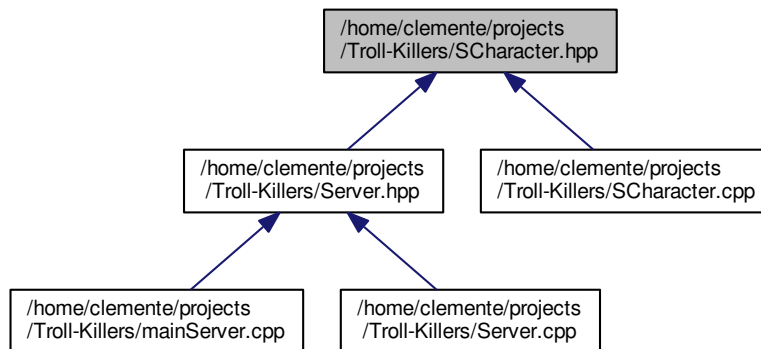 /home/clemente/projects
/Troll-Killers/SCharacter.hpp
/home/clemente/projects
/Troll-Killers/Server.hpp
/home/clemente/projects
/Troll-Killers/SCharacter.cpp
/home/clemente/projects
/Troll-Killers/mainServer.cpp
/home/clemente/projects
/Troll-Killers/Server.cpp